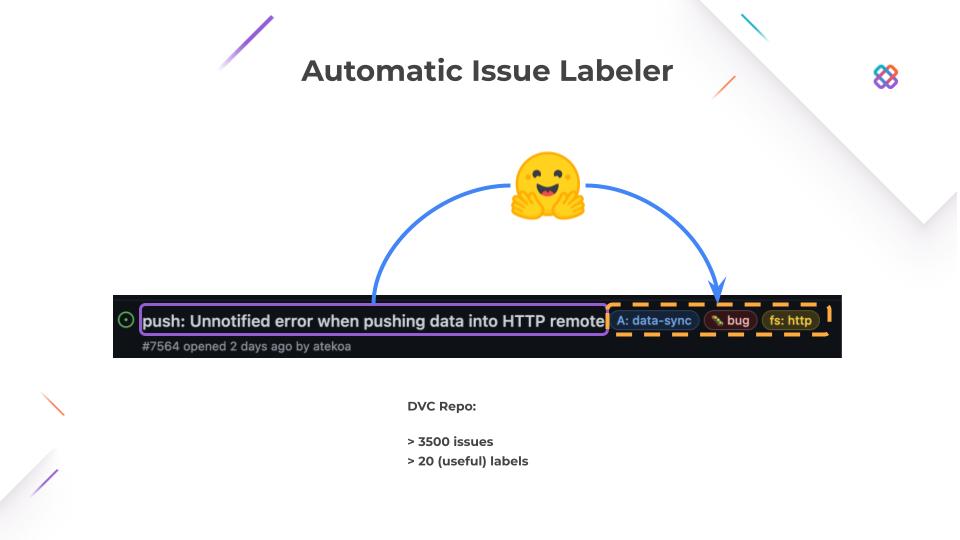 Automatic Issue Labeler
push: Unnotified error when pushing data into HTTP remote A: data-sync bug fs: http
#7564 opened 2 days ago by atekoa
DVC Repo:
> 3500 issues
> 20 (useful) labels